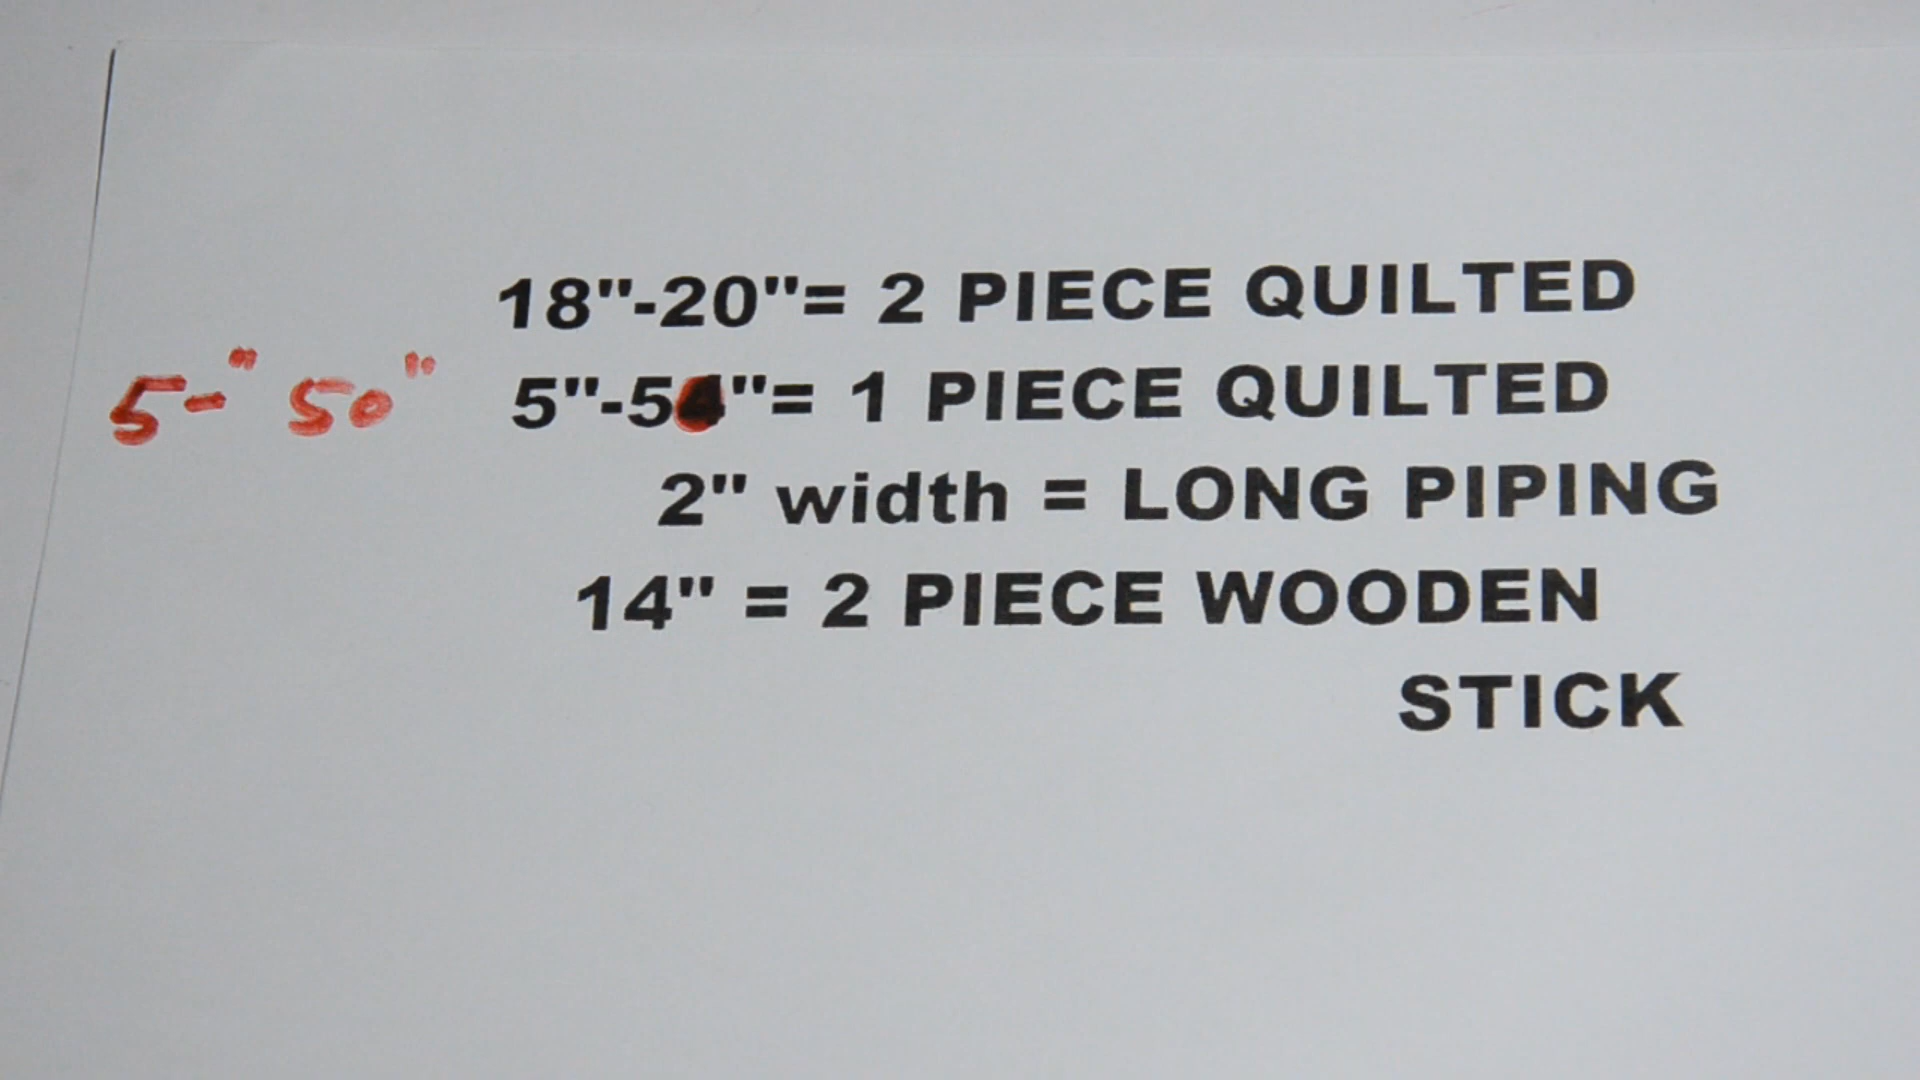 18"-20"= 2 PIECE QUILTED
5-" 50" 5"-5 "= 1 PIECE QUILTED
2" width = LONG PIPING
14" = 2 PIECE WOODEN
STICK